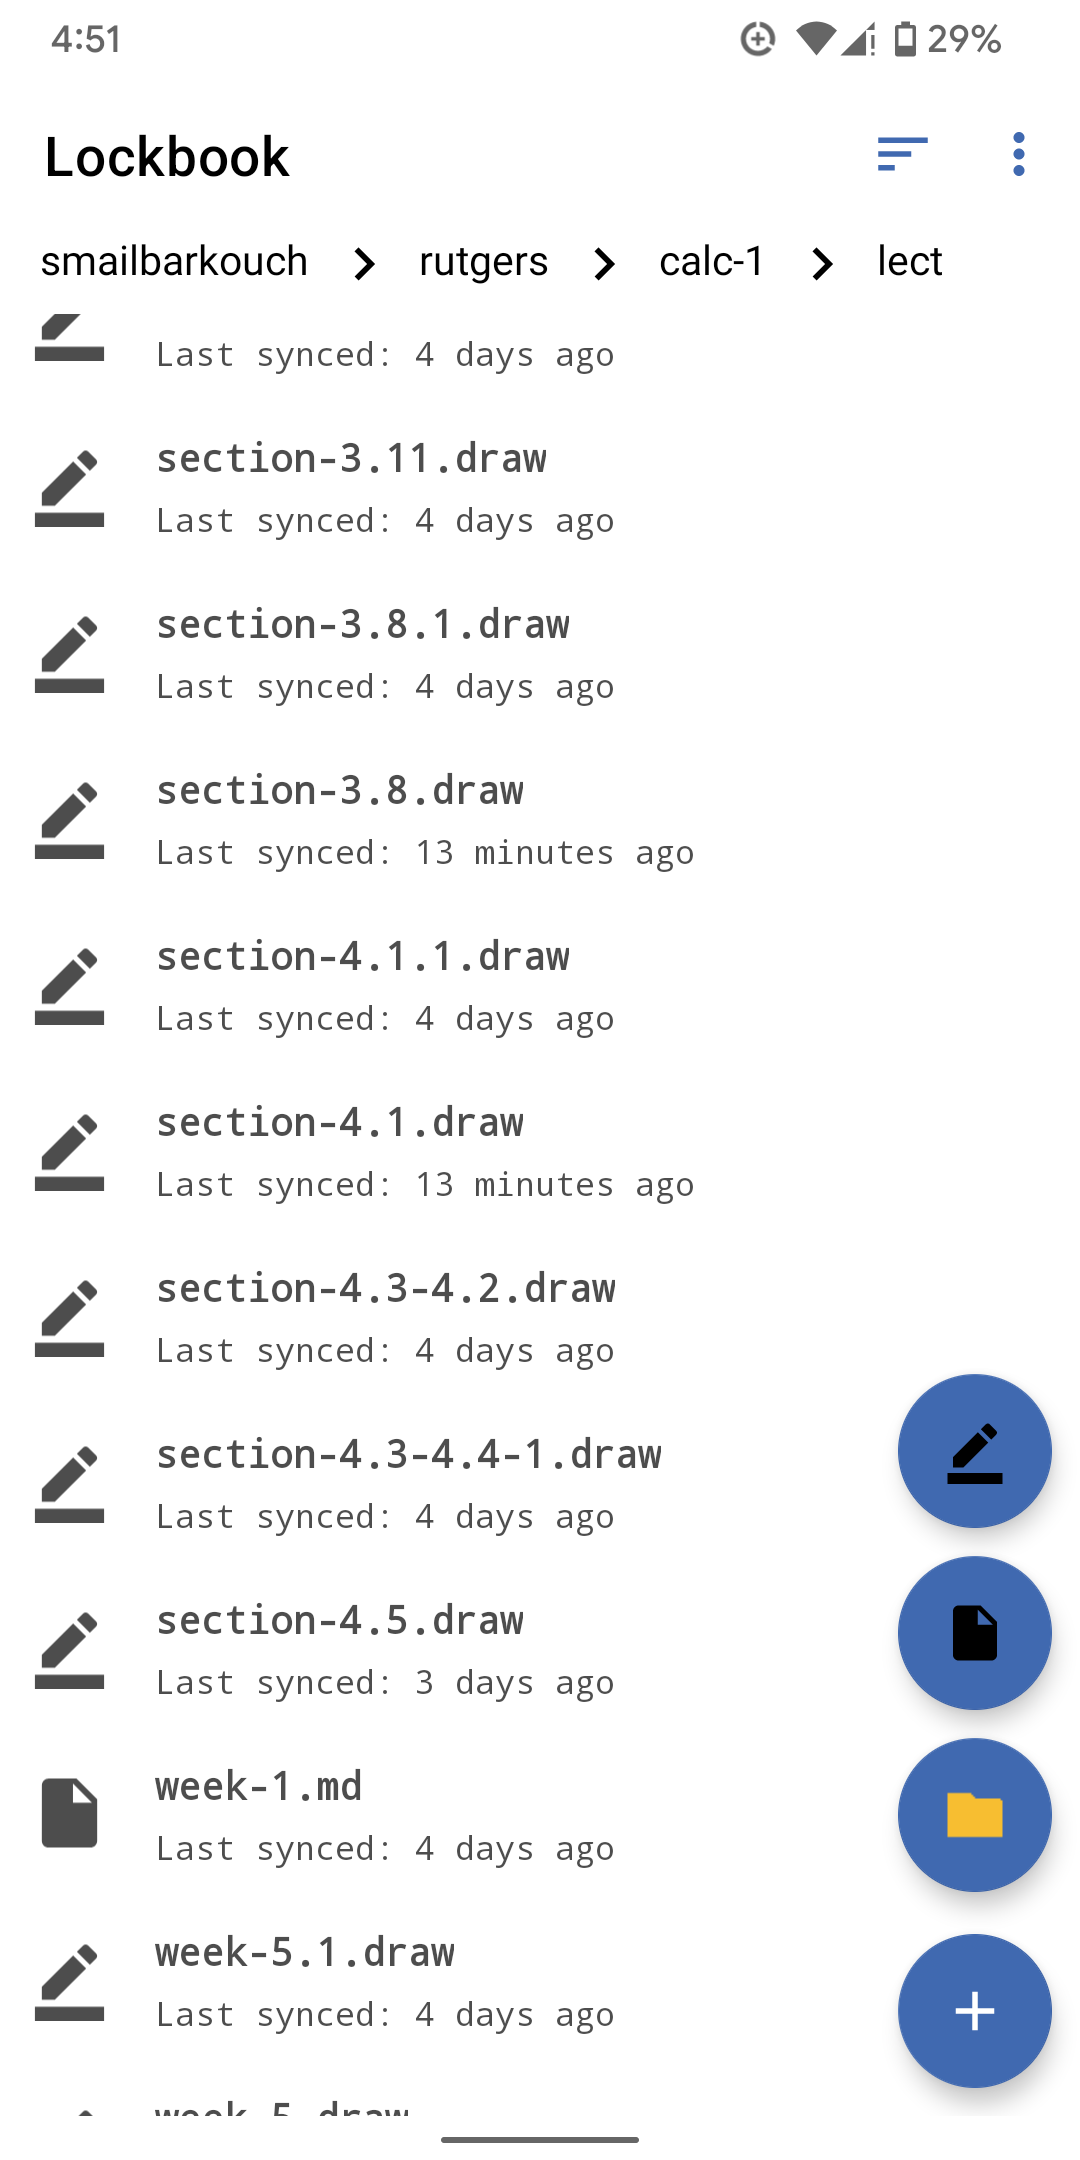 4:51 29%
Lockbook
smailbarkouch rutgers calc-1 lect
Last synced: 4 days ago
section-3.11.draw
Last synced: 4 days ago
section-3.8.1.draw
Last synced: 4 days ago
section-3.8.draw
Last synced: 13 minutes ago
section-4.1.1.draw
Last synced: 4 days ago
section-4.1.draw
Last synced: 13 minutes ago
section-4.3-4.2.draw
Last synced: 4 days ago
section-4.3-4.4-1.draw
Last synced: 4 days ago
section-4.5.draw
Last synced: 3 days ago
week-1.md
Last synced: 4 days ago
week-5.1.draw
Last synced: 4 days ago
week-5.draw